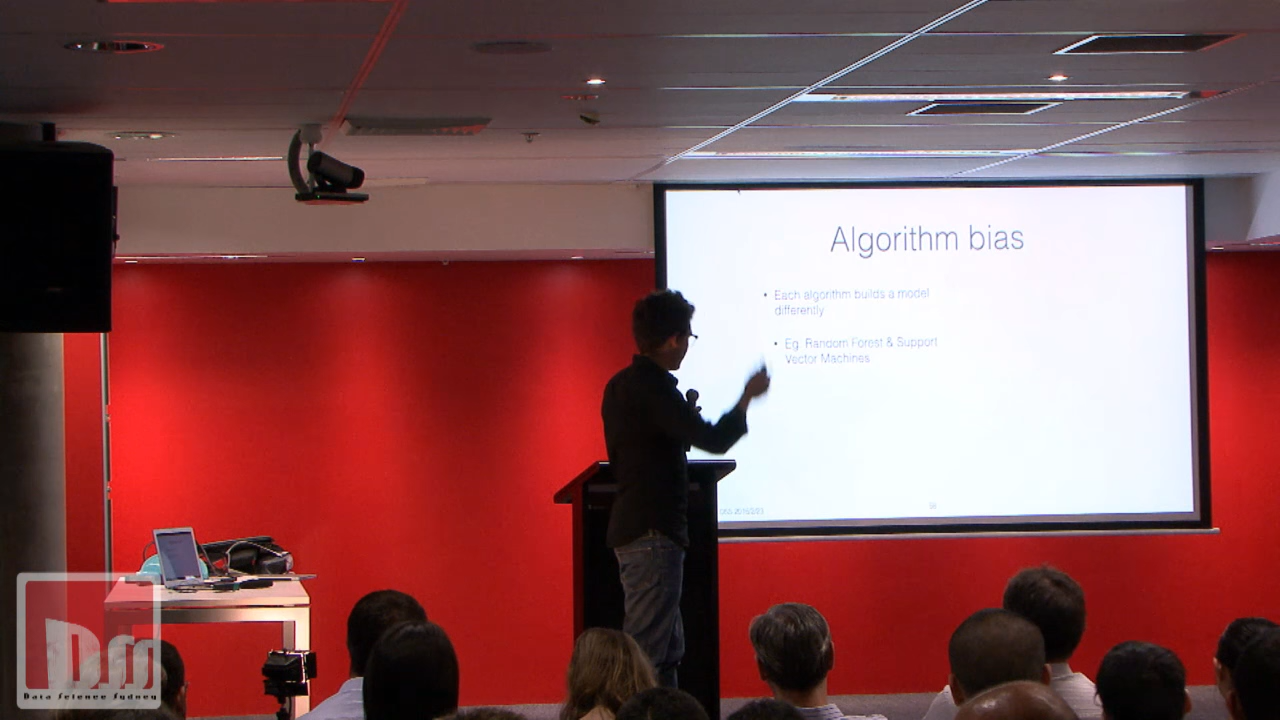 Algorithm bias
• Each algorithm builds a model
differently
• Eg. Random Forest & Support
Vector Machines
Data Science Sydney